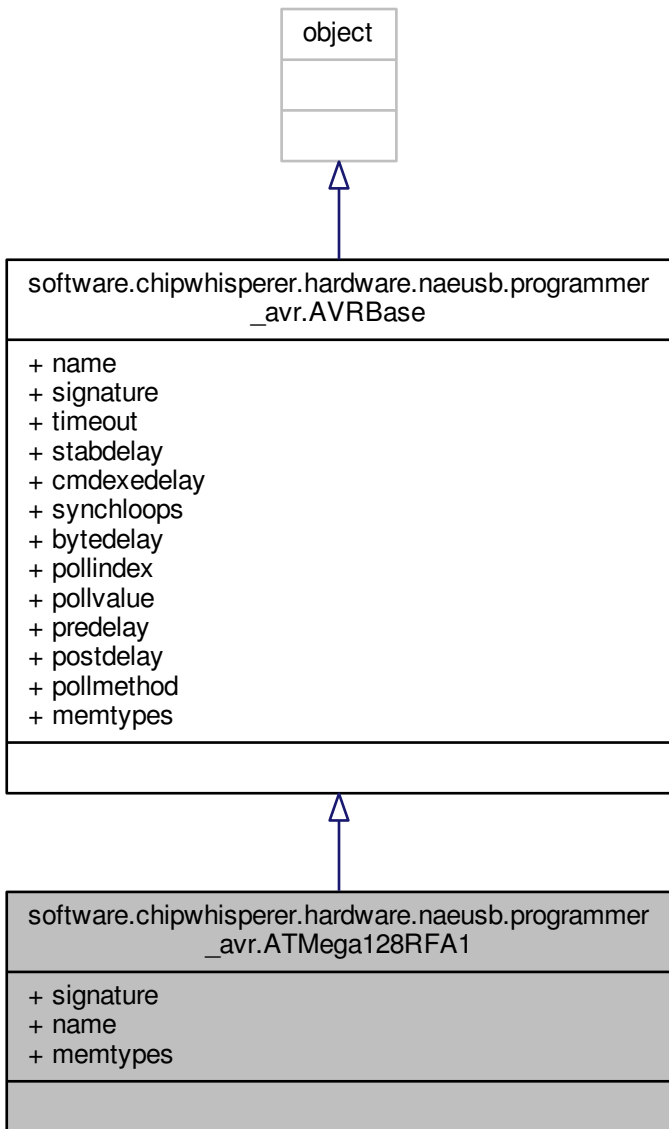 object
software.chipwhisperer.hardware.naeusb.programmer
_avr.AVRBase
+ name
+ signature
+ timeout
+ stabdelay
+ cmdexedelay
+ synchloops
+ bytedelay
+ pollindex
+ pollvalue
+ predelay
+ postdelay
+ pollmethod
+ memtypes
software.chipwhisperer.hardware.naeusb.programmer
_avr.ATMega128RFA1
+ signature
+ name
+ memtypes